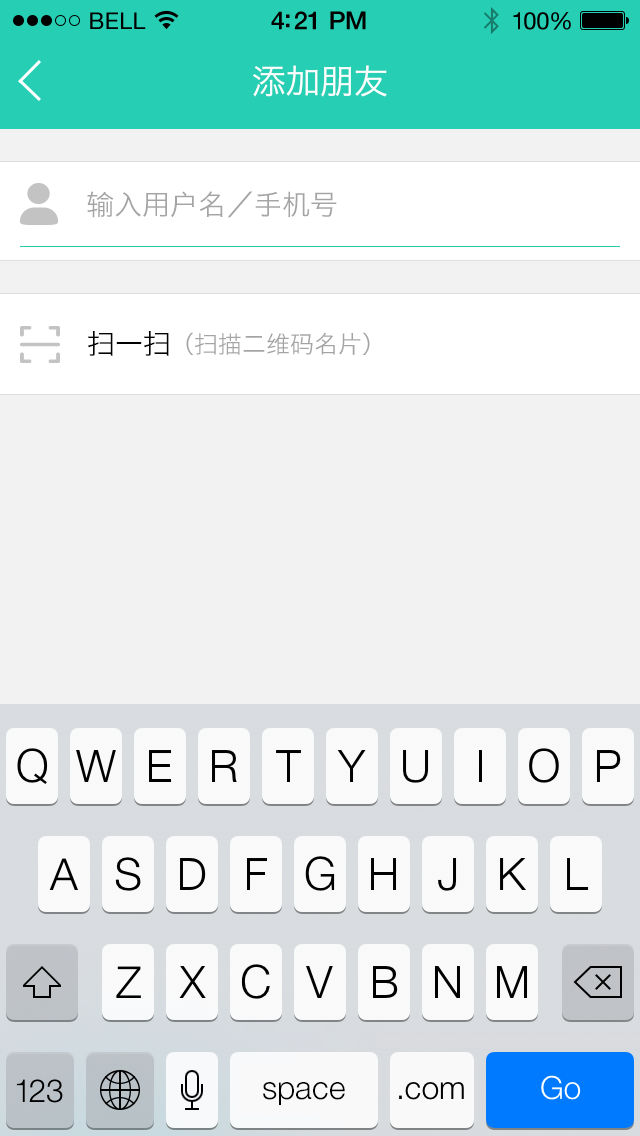 BELL 4:21 PM 100%
添加朋友
输入用户名／手机号
扫一扫（扫描二维码名片）
Q W E R T Y U I O P
A S D F G H J K L
Z X C V B N M
123 space .com Go